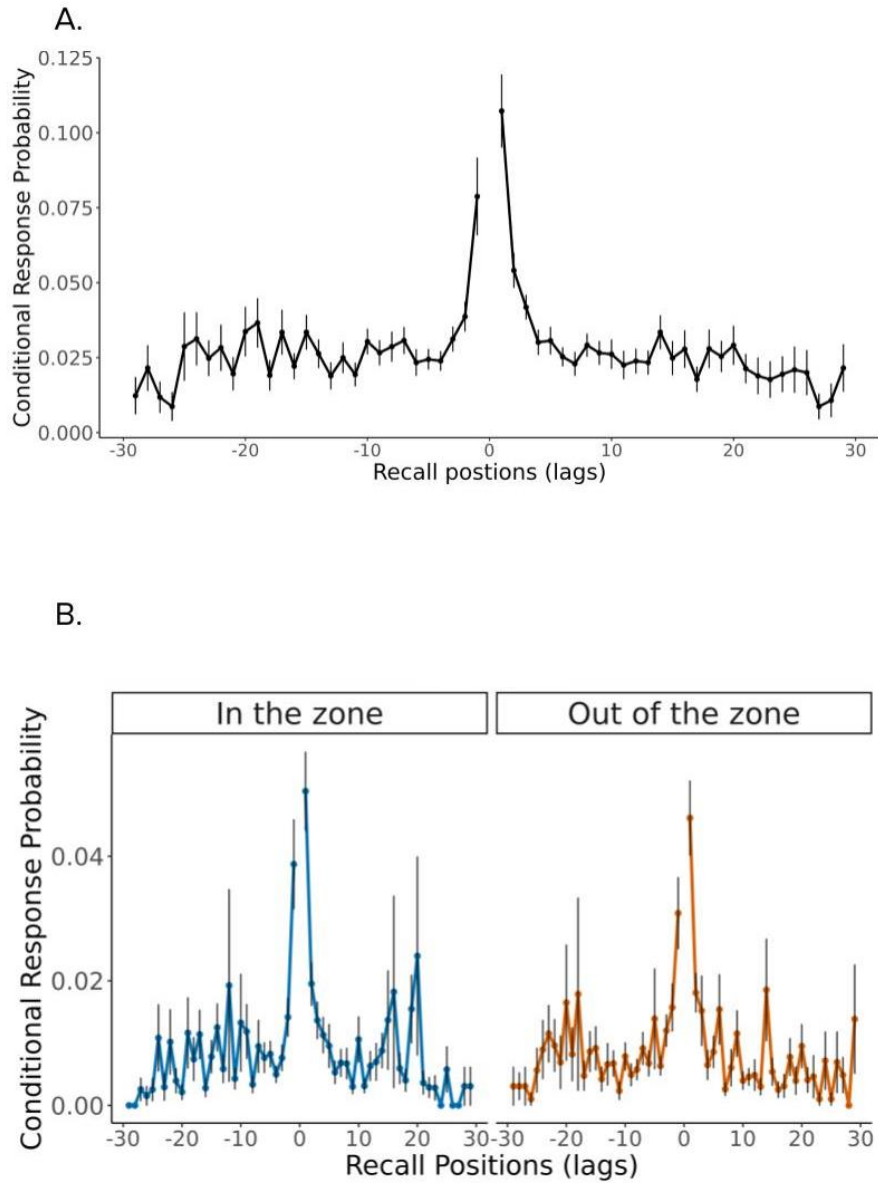 A.
0.125
0.100
0.075
0.050
0.025
0.000
Conditional Response Probability
-30 -20 -10 0 10 20 30
Recall postions (lags)
B.
In the zone Out of the zone
0.04
0.02
0.00
Conditional Response Probability
-30 -20 -10 0 10 20 30 -30 -20 -10 0 10 20 30
Recall Positions (lags)